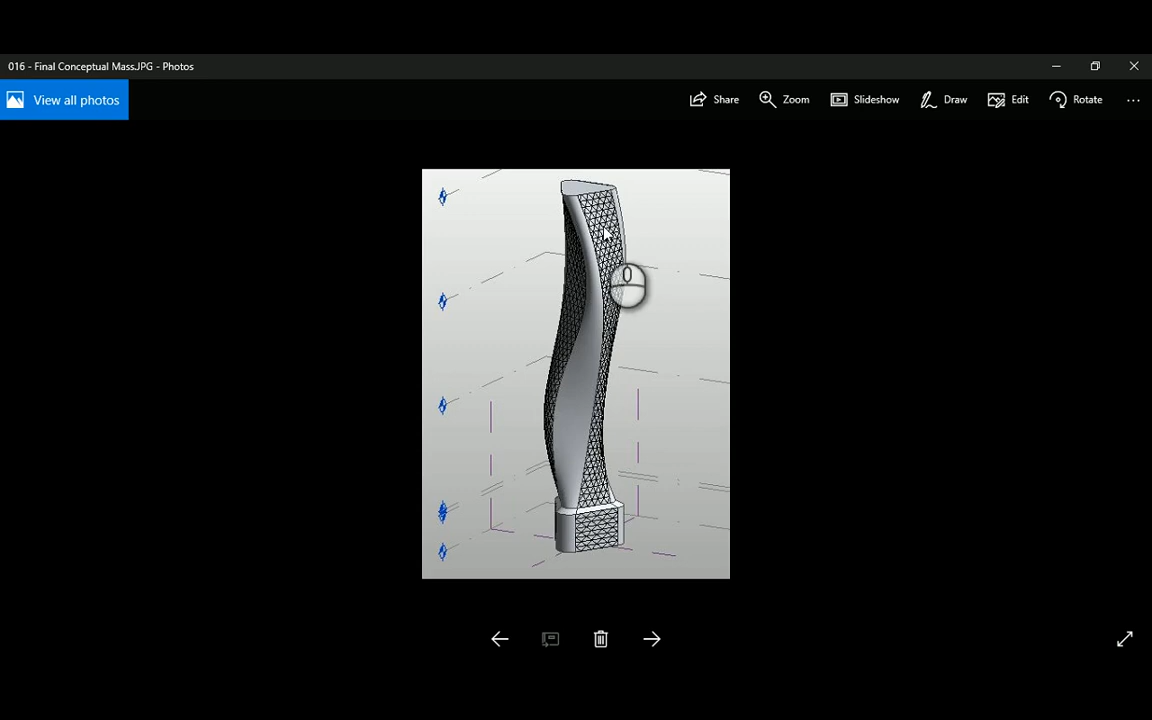 016 - Final Conceptual Mass.JPG - Photos
View all photos
Share
Zoom
Slideshow
Draw
Edit
Rotate